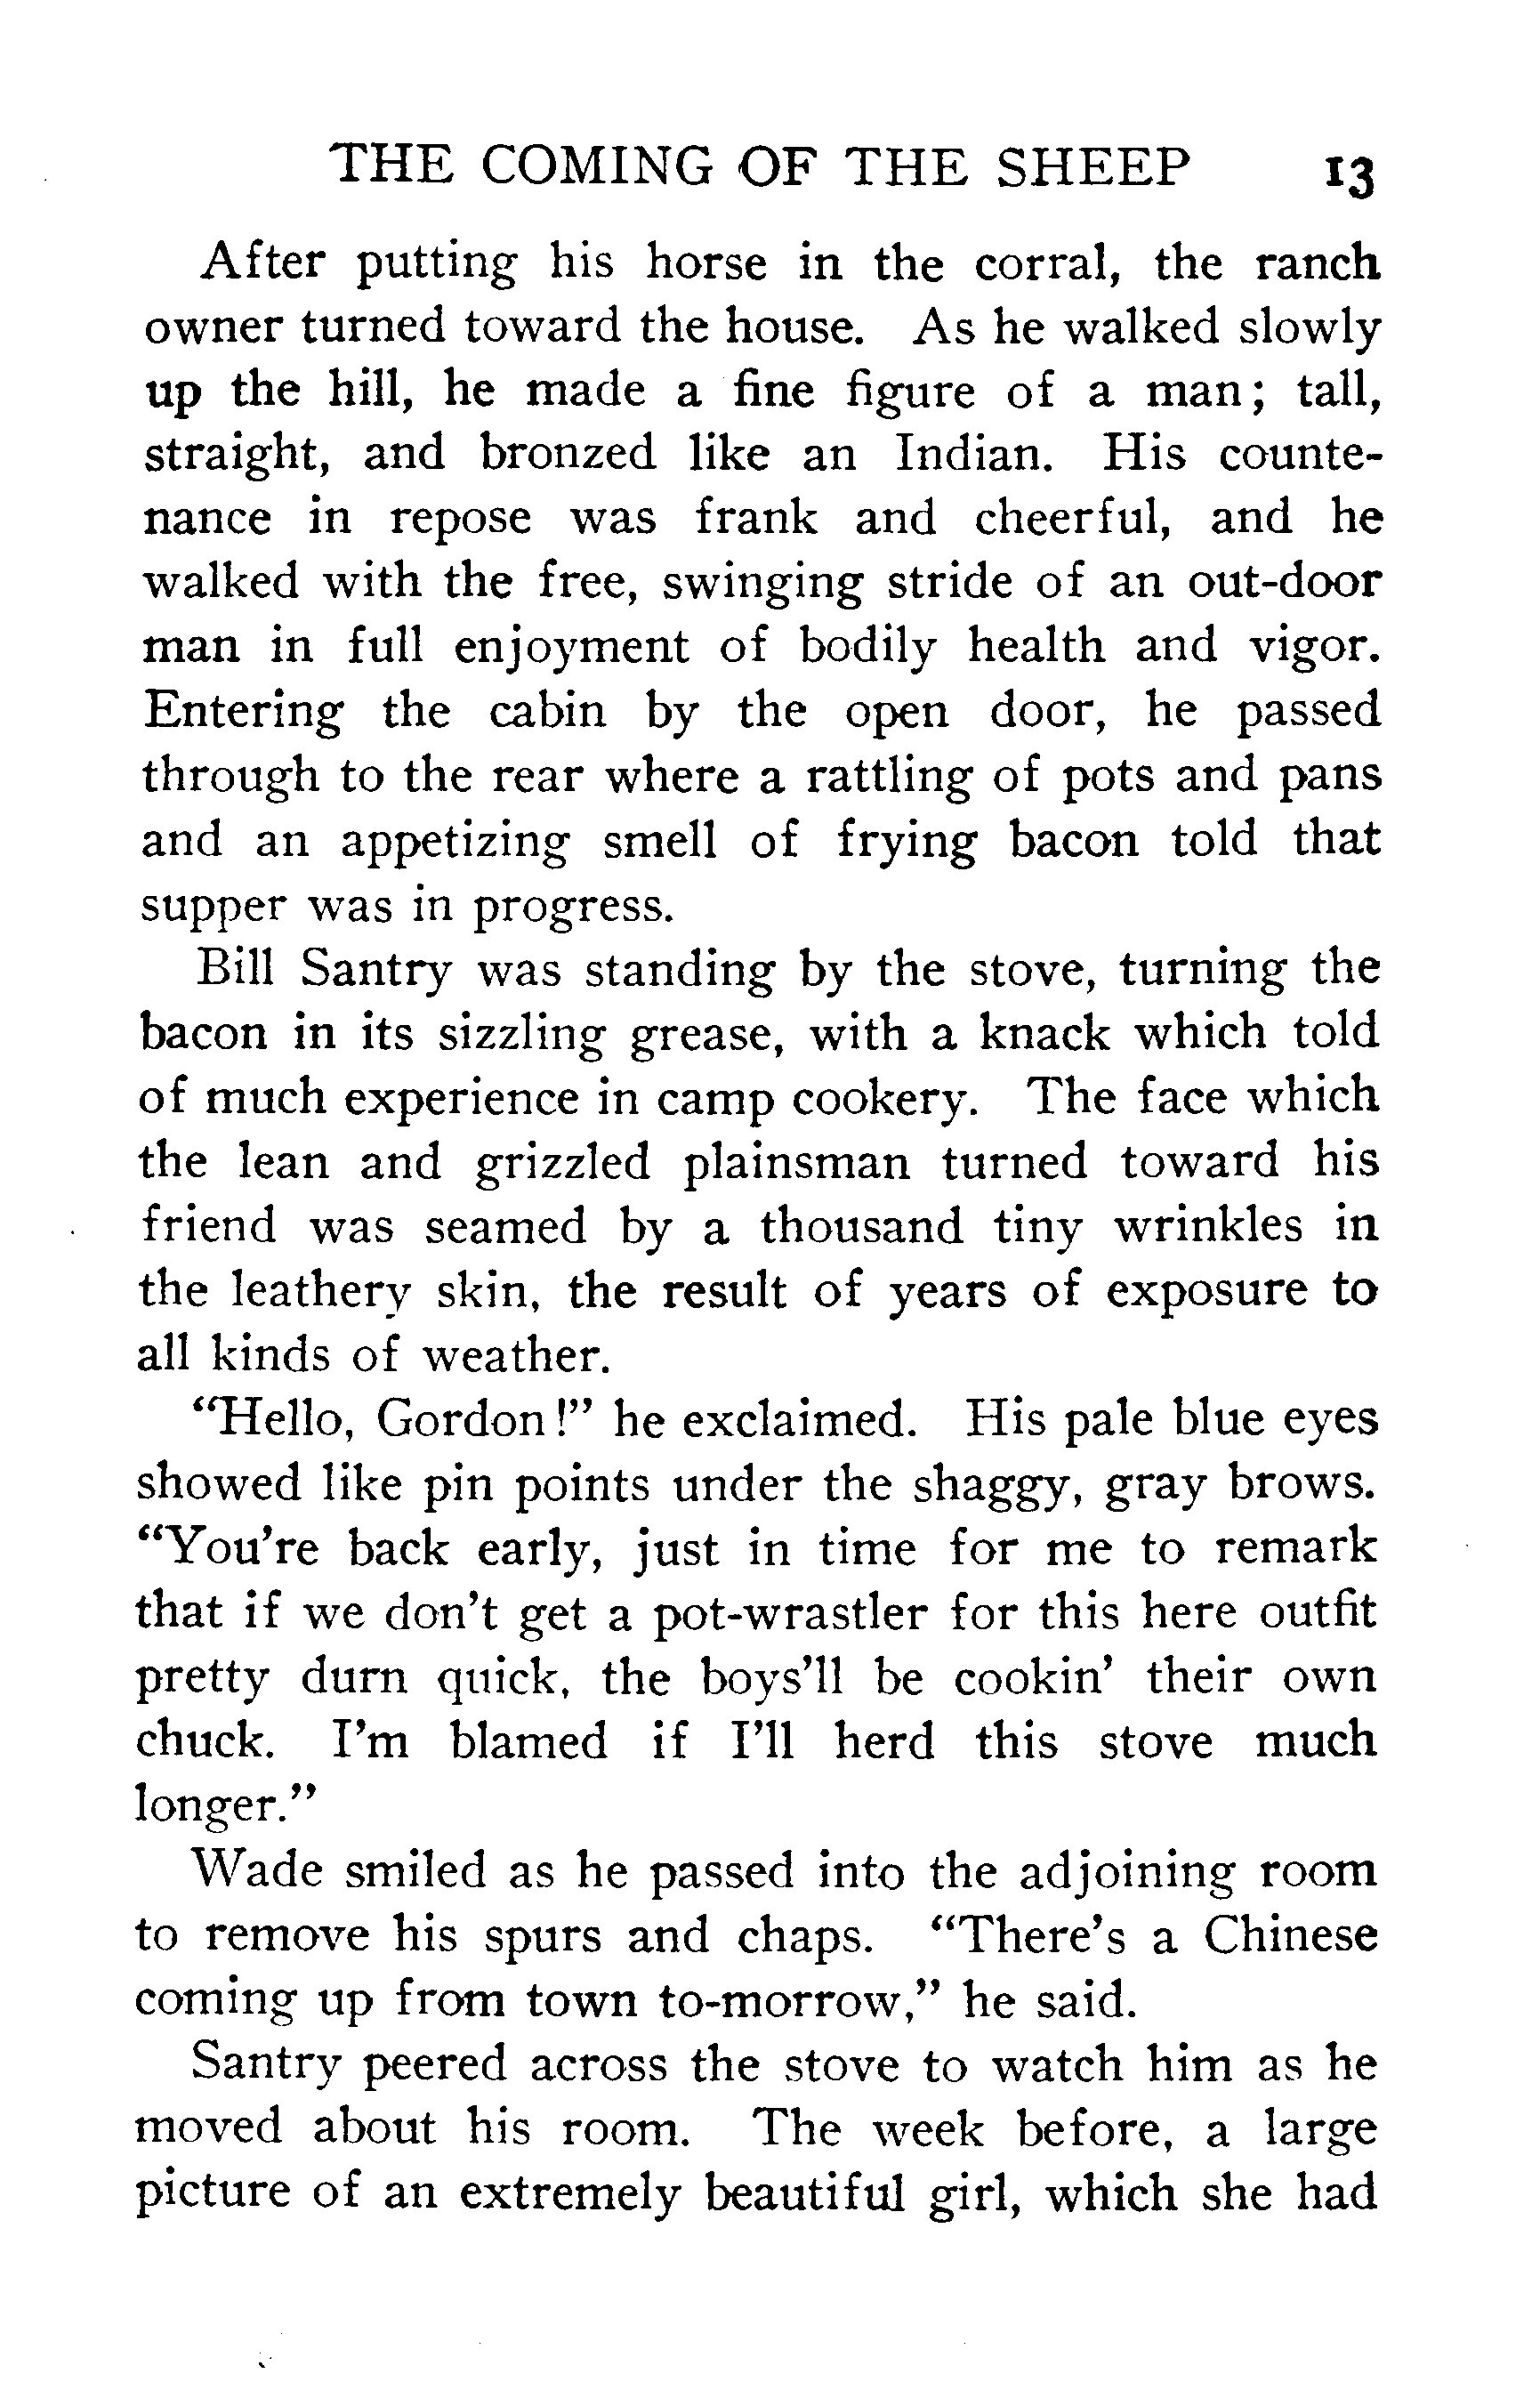 THE COMING OF THE SHEEP 13
After putting his horse in the corral, the ranch
owner turned toward the house. As he walked slowly
up the hill, he made a fine figure of a man; tall,
straight, and bronzed like an Indian. His counte-
nance in repose was frank and cheerful, and he
walked with the free, swinging stride of an out-door
man in full enjoyment of bodily health and vigor.
Entering the cabin by the open door, he passed
through to the rear where a rattling of pots and pans
and an appetizing smell of frying bacon told that
supper was in progress.
Bill Santry was standing by the stove, turning the
bacon in its sizzling grease, with a knack which told
of much experience in camp cookery. The face which
the lean and grizzled plainsman turned toward his
friend was seamed by a thousand tiny wrinkles in
the leathery skin, the result of years of exposure to
all kinds of weather.
"Hello, Gordon!" he exclaimed. His pale blue eyes
showed like pin points under the shaggy, gray brows.
"You're back early, just in time for me to remark
that if we don't get a pot-wrastler for this here outfit
pretty durn quick, the boys'll be cookin' their own
chuck. I'm blamed if I'll herd this stove much
longer."
Wade smiled as he passed into the adjoining room
to remove his spurs and chaps. "There's a Chinese
coming up from town to-morrow," he said.
Santry peered across the stove to watch him as he
moved about his room. The week before, a large
picture of an extremely beautiful girl, which she had